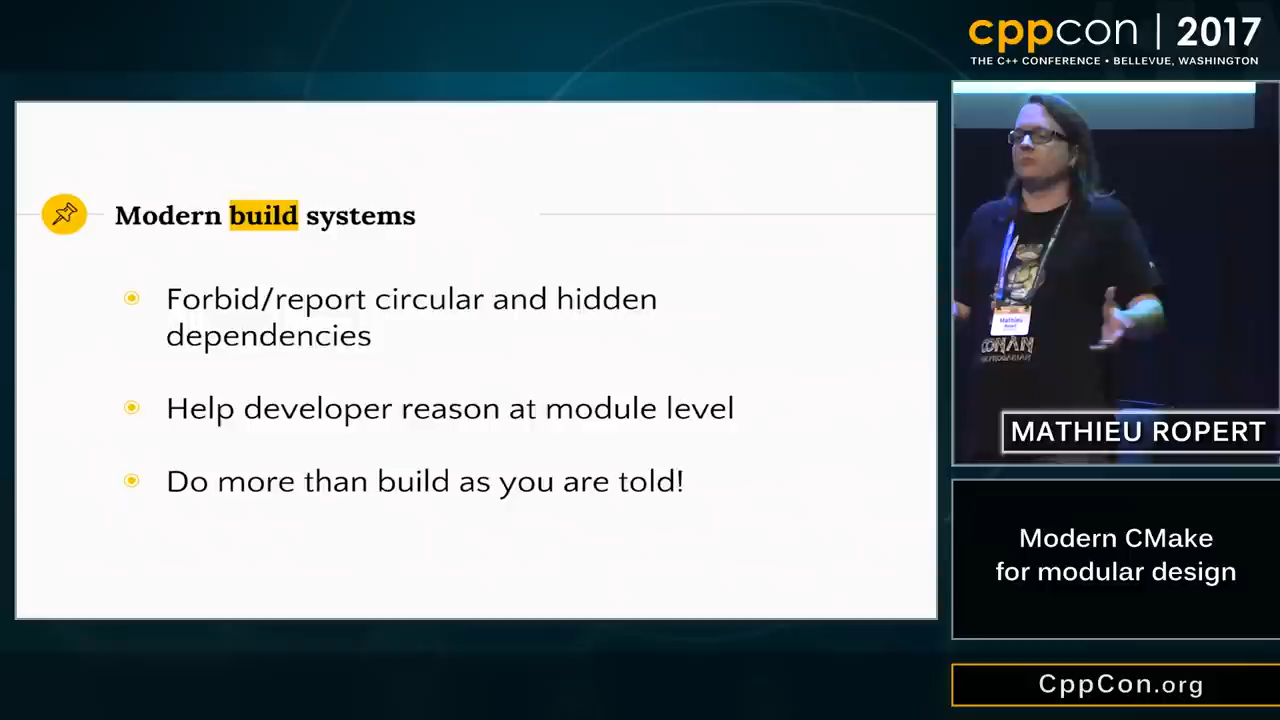 cppcon | 2017
THE C++ CONFERENCE • BELLEVUE, WASHINGTON
Modern build systems
Forbid/report circular and hidden
dependencies
Help developer reason at module level
Do more than build as you are told!
Mathieu
CONAN
MATHIEU ROPERT
Modern CMake
for modular design
CppCon.org